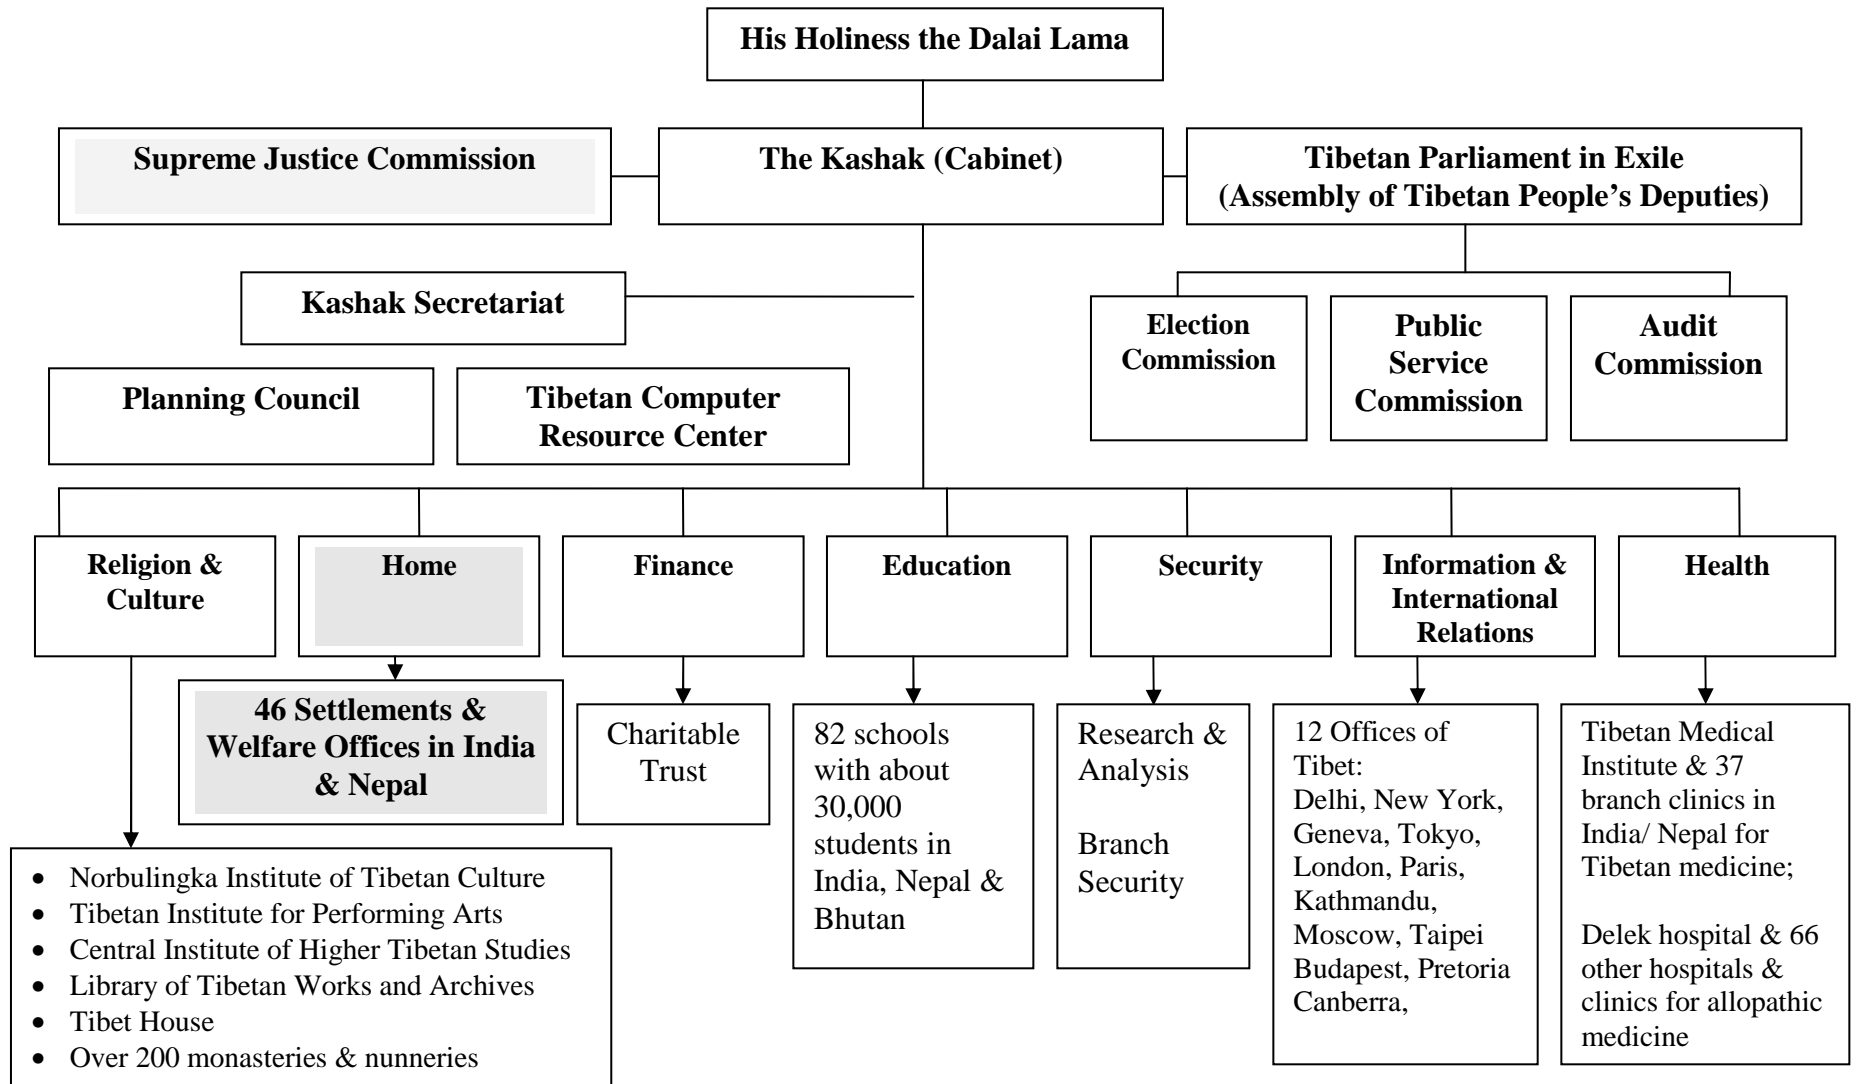 His Holiness the Dalai Lama
Supreme Justice Commission
The Kashak (Cabinet)
Tibetan Parliament in Exile
(Assembly of Tibetan People’s Deputies)
Kashak Secretariat
Election
Commission
Public
Service
Commission
Audit
Commission
Planning Council
Tibetan Computer
Resource Center
Religion &
Culture
Home
Finance
Education
Security
Information &
International
Relations
Health
46 Settlements &
Welfare Offices in India
& Nepal
Charitable
Trust
82 schools
with about
30,000
students in
India, Nepal &
Bhutan
Research &
Analysis
Branch
Security
12 Offices of
Tibet:
Delhi, New York,
Geneva, Tokyo,
London, Paris,
Kathmandu,
Moscow, Taipei
Budapest, Pretoria
Canberra,
Tibetan Medical
Institute & 37
branch clinics in
India/ Nepal for
Tibetan medicine;
Delek hospital & 66
other hospitals &
clinics for allopathic
medicine
• Norbulingka Institute of Tibetan Culture
• Tibetan Institute for Performing Arts
• Central Institute of Higher Tibetan Studies
• Library of Tibetan Works and Archives
• Tibet House
• Over 200 monasteries & nunneries